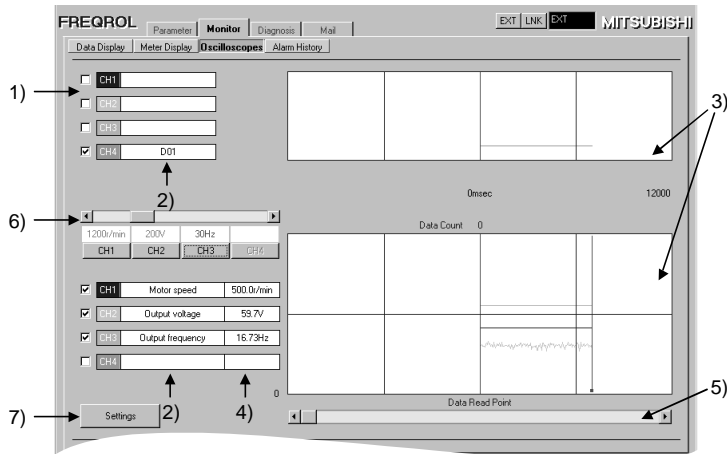 FREQROL Parameter Monitor Diagnosis Mail EXT LNK EXT MITSUBISHI
Data Display Meter Display Oscilloscopes Alarm History
1) CH1
CH2
CH3
CH4 D01
2)
3)
0msec 12000
6)
Data Count 0
1200r/min 200V 30Hz
CH1 CH2 CH3 CH4
CH1 Motor speed 500.0r/min
CH2 Output voltage 59.7V
CH3 Output frequency 16.73Hz
CH4
0
2) 4)
Data Read Point
5)
7) Settings